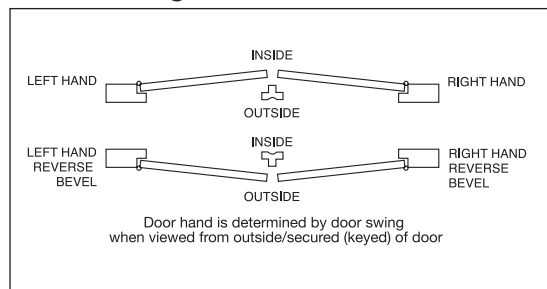 INSIDE
LEFT HAND
RIGHT HAND
OUTSIDE
LEFT HAND
REVERSE
BEVEL
INSIDE
RIGHT HAND
REVERSE
BEVEL
OUTSIDE
Door hand is determined by door swing
when viewed from outside/secured (keyed) of door